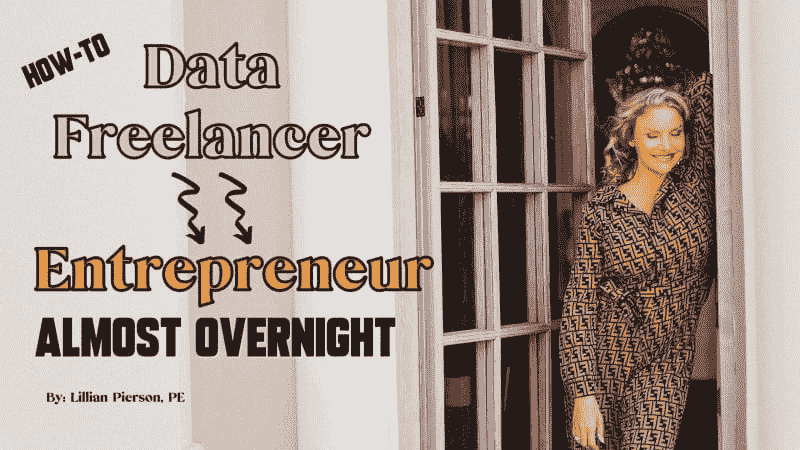 HOW-TO
Data
Freelancer
Entrepreneur
ALMOST OVERNIGHT
By: Lillian Pierson, PE